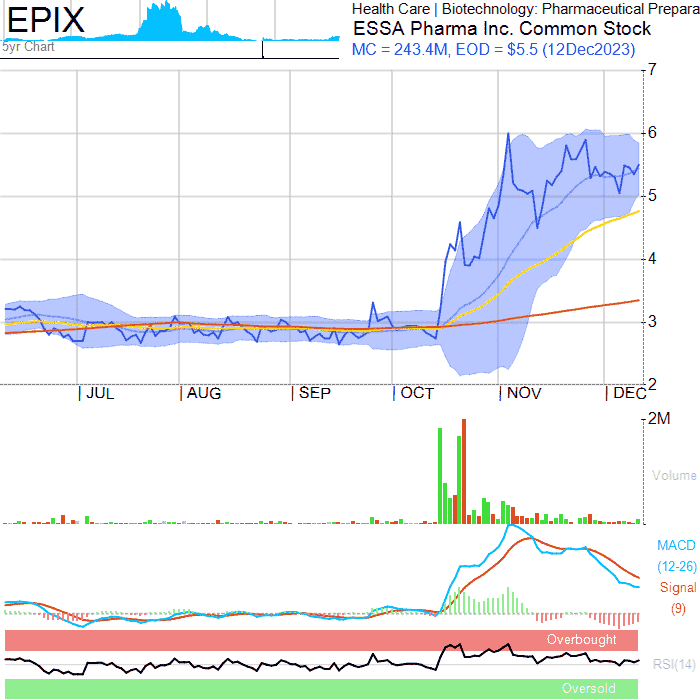 EPIX
5yr Chart
Health Care | Biotechnology: Pharmaceutical Prepara
ESSA Pharma Inc. Common Stock
MC = 243.4M, EOD = $5.5 (12Dec2023)
7
6
5
4
3
2
|JUL |AUG |SEP |OCT |NOV |DEC
2M
Volume
MACD
(12-26)
Signal
(9)
Overbought
RSI(14)
Oversold